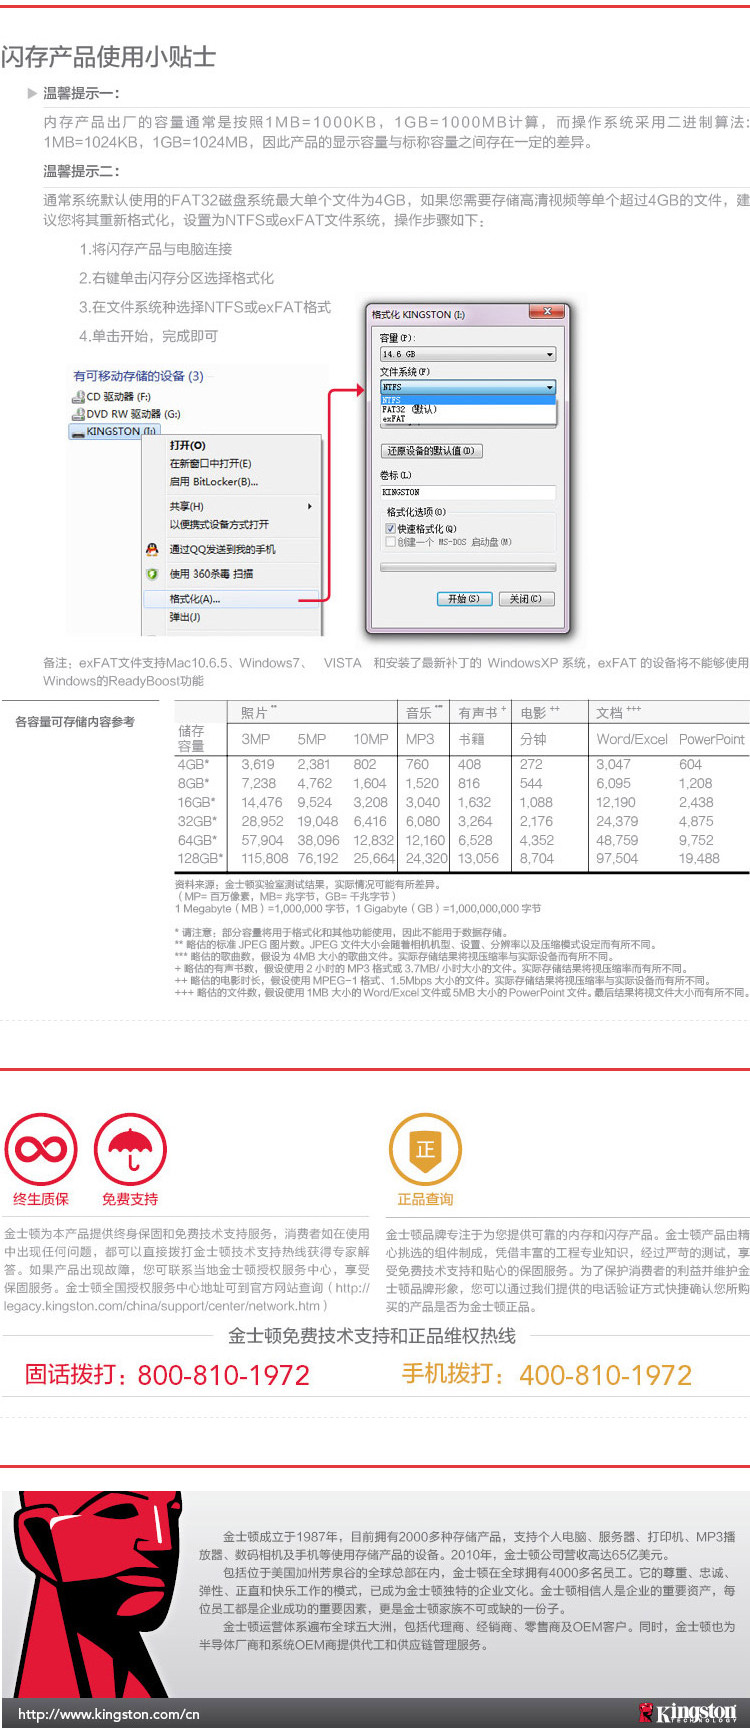 闪存产品使用小贴士
温馨提示一：
内存产品出厂的容量通常是按照1MB=1000KB，1GB=1000MB计算，而操作系统采用二进制算法:
1MB=1024KB，1GB=1024MB，因此产品的显示容量与标称容量之间存在一定的差异。
温馨提示二：
通常系统默认使用的FAT32磁盘系统最大单个文件为4GB，如果您需要存储高清视频等单个超过4GB的文件，建
议您将其重新格式化，设置为NTFS或exFAT文件系统，操作步骤如下：
1.将闪存产品与电脑连接
2.右键单击闪存分区选择格式化
3.在文件系统种选择NTFS或exFAT格式
4.单击开始，完成即可
有可移动存储的设备 (3)
CD 驱动器 (F:)
DVD RW 驱动器 (G:)
KINGSTON (I:)
打开(O)
在新窗口中打开(E)
启用 BitLocker(B)...
共享(H)
以便携式设备方式打开
通过QQ发送到我的手机
使用 360杀毒 扫描
格式化(A)...
弹出(J)
格式化 KINGSTON (I:)
容量(P):
14.6 GB
文件系统(F)
NTFS
NTFS
FAT32 (默认)
exFAT
还原设备的默认值(D)
卷标(L)
KINGSTON
格式化选项(O)
快速格式化(Q)
创建一个 MS-DOS 启动盘(M)
开始(S) 关闭(C)
备注：exFAT文件支持Mac10.6.5、Windows7、 VISTA 和安装了最新补丁的 WindowsXP 系统，exFAT 的设备将不能够使用
Windows的ReadyBoost功能
各容量可存储内容参考
照片 ** 音乐 *** 有声书 + 电影 ++ 文档 +++
储存容量 3MP 5MP 10MP MP3 书籍 分钟 Word/Excel PowerPoint
4GB* 3,619 2,381 802 760 408 272 3,047 604
8GB* 7,238 4,762 1,604 1,520 816 544 6,095 1,208
16GB* 14,476 9,524 3,208 3,040 1,632 1,088 12,190 2,438
32GB* 28,952 19,048 6,416 6,080 3,264 2,176 24,379 4,875
64GB* 57,904 38,096 12,832 12,160 6,528 4,352 48,759 9,752
128GB* 115,808 76,192 25,664 24,320 13,056 8,704 97,504 19,488
资料来源：金士顿实验室测试结果，实际情况可能有所差异。
（MP= 百万像素，MB= 兆字节，GB= 千兆字节）
1 Megabyte（MB）=1,000,000 字节，1 Gigabyte（GB）=1,000,000,000 字节
* 请注意：部分容量将用于格式化和其他功能使用，因此不能用于数据存储。
** 略估的标准 JPEG 图片数。JPEG 文件大小会随着相机机型、设置、分辨率以及压缩模式设定而有所不同。
*** 略估的歌曲数，假设为 4MB 大小的歌曲文件。实际存储结果将视压缩率与实际设备而有所不同。
+ 略估的有声书数，假设使用 2 小时的 MP3 格式或 3.7MB/ 小时大小的文件。实际存储结果将视压缩率而有所不同。
++ 略估的电影时长，假设使用 MPEG-1 格式、1.5Mbps 大小的文件。实际存储结果将视压缩率与实际设备而有所不同。
+++ 略估的文件数，假设使用 1MB 大小的 Word/Excel 文件或 5MB 大小的 PowerPoint 文件。最后结果将视文件大小而有所不同。
终生质保
免费支持
金士顿为本产品提供终身保固和免费技术支持服务，消费者如在使用
中出现任何问题，都可以直接拨打金士顿技术支持热线获得专家解
答。如果产品出现故障，您可联系当地金士顿授权服务中心，享受
保固服务。金士顿全国授权服务中心地址可到官方网站查询（http://
legacy.kingston.com/china/support/center/network.htm）
正
正品查询
金士顿品牌专注于为您提供可靠的内存和闪存产品。金士顿产品由精
心挑选的组件制成，凭借丰富的工程专业知识，经过严苛的测试，享
受免费技术支持和贴心的保固服务。为了保护消费者的利益并维护金
士顿品牌形象，您可以通过我们提供的电话验证方式快捷确认您所购
买的产品是否为金士顿正品。
金士顿免费技术支持和正品维权热线
固话拨打：800-810-1972
手机拨打：400-810-1972
金士顿成立于1987年，目前拥有2000多种存储产品，支持个人电脑、服务器、打印机、MP3播
放器、数码相机及手机等使用存储产品的设备。2010年，金士顿公司营收高达65亿美元。
包括位于美国加州芳泉谷的全球总部在内，金士顿在全球拥有4000多名员工。它的尊重、忠诚、
弹性、正直和快乐工作的模式，已成为金士顿独特的企业文化。金士顿相信人是企业的重要资产，每
位员工都是企业成功的重要因素，更是金士顿家族不可或缺的一份子。
金士顿运营体系遍布全球五大洲，包括代理商、经销商、零售商及OEM客户。同时，金士顿也为
半导体厂商和系统OEM商提供代工和供应链管理服务。
http://www.kingston.com/cn
Kingston
TECHNOLOGY